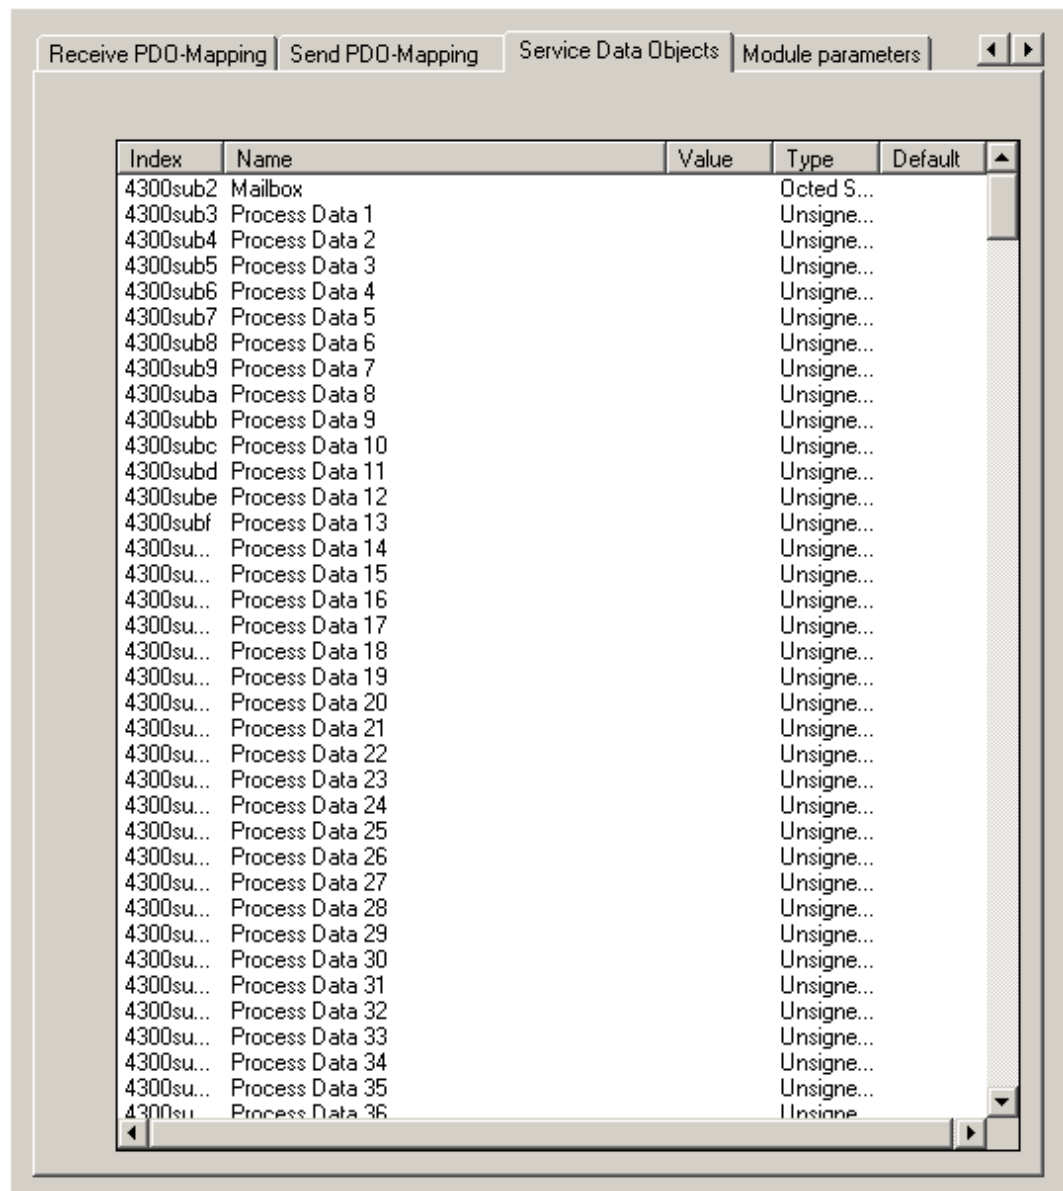 Receive PDO-Mapping Send PDO-Mapping Service Data Objects Module parameters
Index Name Value Type Default
4300sub2 Mailbox Octed S...
4300sub3 Process Data 1 Unsigne...
4300sub4 Process Data 2 Unsigne...
4300sub5 Process Data 3 Unsigne...
4300sub6 Process Data 4 Unsigne...
4300sub7 Process Data 5 Unsigne...
4300sub8 Process Data 6 Unsigne...
4300sub9 Process Data 7 Unsigne...
4300suba Process Data 8 Unsigne...
4300subb Process Data 9 Unsigne...
4300subc Process Data 10 Unsigne...
4300subd Process Data 11 Unsigne...
4300sube Process Data 12 Unsigne...
4300subf Process Data 13 Unsigne...
4300su... Process Data 14 Unsigne...
4300su... Process Data 15 Unsigne...
4300su... Process Data 16 Unsigne...
4300su... Process Data 17 Unsigne...
4300su... Process Data 18 Unsigne...
4300su... Process Data 19 Unsigne...
4300su... Process Data 20 Unsigne...
4300su... Process Data 21 Unsigne...
4300su... Process Data 22 Unsigne...
4300su... Process Data 23 Unsigne...
4300su... Process Data 24 Unsigne...
4300su... Process Data 25 Unsigne...
4300su... Process Data 26 Unsigne...
4300su... Process Data 27 Unsigne...
4300su... Process Data 28 Unsigne...
4300su... Process Data 29 Unsigne...
4300su... Process Data 30 Unsigne...
4300su... Process Data 31 Unsigne...
4300su... Process Data 32 Unsigne...
4300su... Process Data 33 Unsigne...
4300su... Process Data 34 Unsigne...
4300su... Process Data 35 Unsigne...
4300su Process Data 36 Unsigne